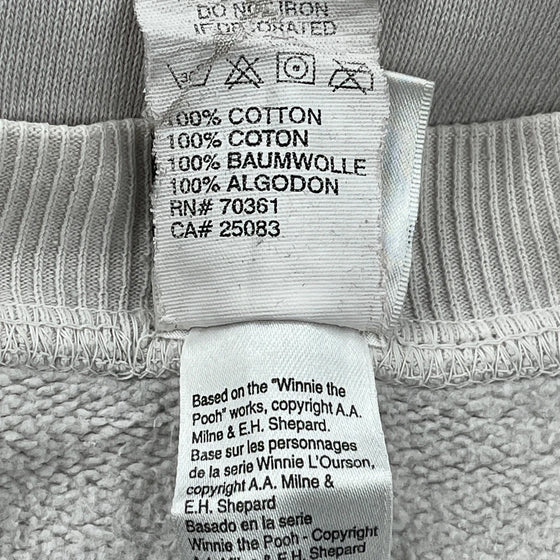 DO NOT IRON
IF DECORATED
100% COTTON
100% COTON
100% BAUMWOLLE
100% ALGODON
RN# 70361
CA# 25083
Based on the "Winnie the
Pooh" works, copyright A.A.
Milne & E.H. Shepard.
Base sur les personnages
de la serie Winnie L'Ourson,
copyright A.A. Milne &
E.H. Shepard
Basado en la serie
Winnie the Pooh - Copyright